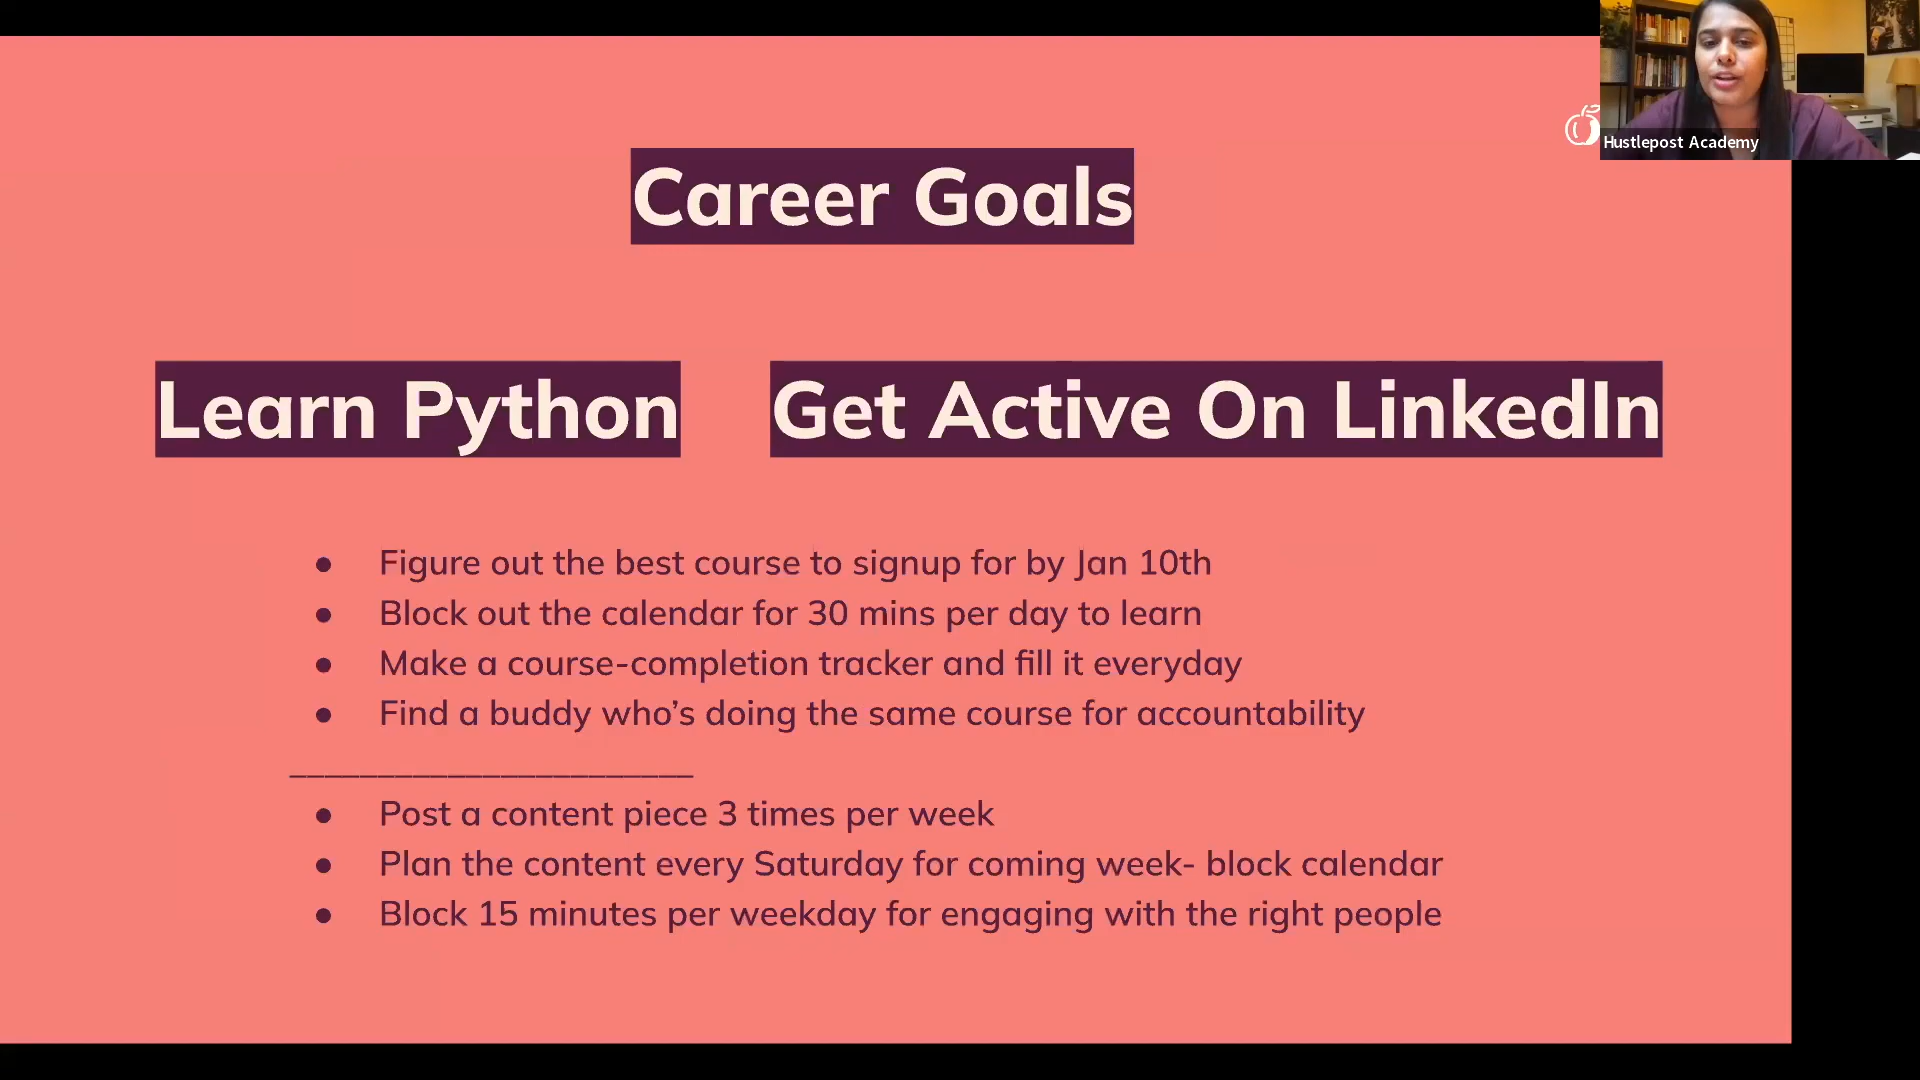 Hustlepost Academy
Career Goals
Learn Python
Get Active On LinkedIn
● Figure out the best course to signup for by Jan 10th
● Block out the calendar for 30 mins per day to learn
● Make a course-completion tracker and fill it everyday
● Find a buddy who’s doing the same course for accountability
_______________________
● Post a content piece 3 times per week
● Plan the content every Saturday for coming week- block calendar
● Block 15 minutes per weekday for engaging with the right people